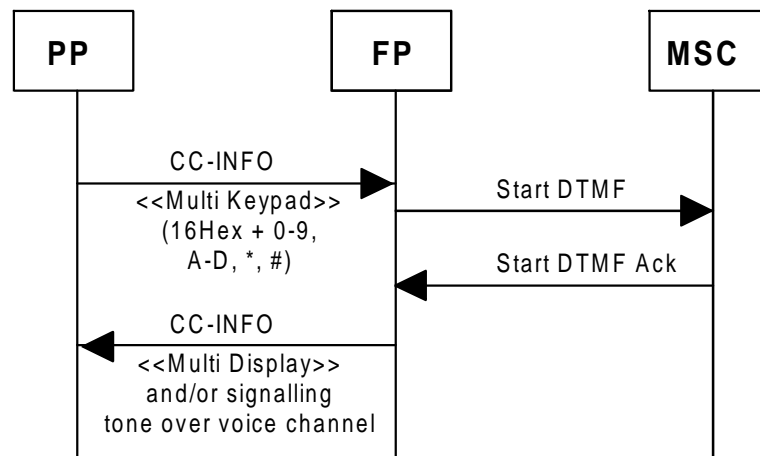 PP
FP
MSC
CC-INFO
<<Multi Keypad>>
(16Hex + 0-9,
A-D, *, #)
Start DTMF
Start DTMF Ack
CC-INFO
<<Multi Display>>
and/or signalling
tone over voice channel